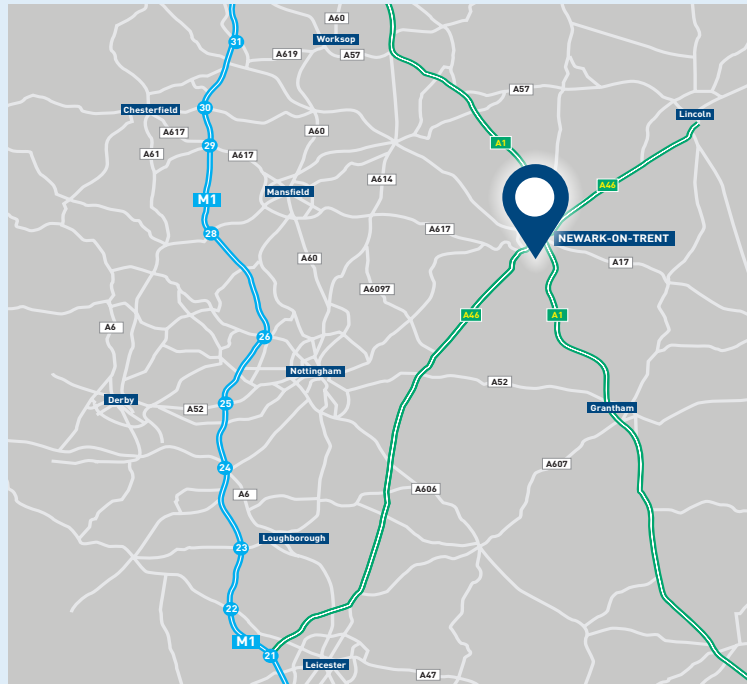 A60
31
Worksop
A619
A57
A57
Chesterfield
30
Lincoln
A617
A60
29
A1
A61
A617
A614
A46
Mansfield
M1
A617
28
NEWARK-ON-TRENT
A60
A17
A6097
A46
A1
A6
26
Nottingham
A52
Derby
25
A52
Grantham
24
A607
A6
A606
Loughborough
23
22
M1
21
Leicester
A47